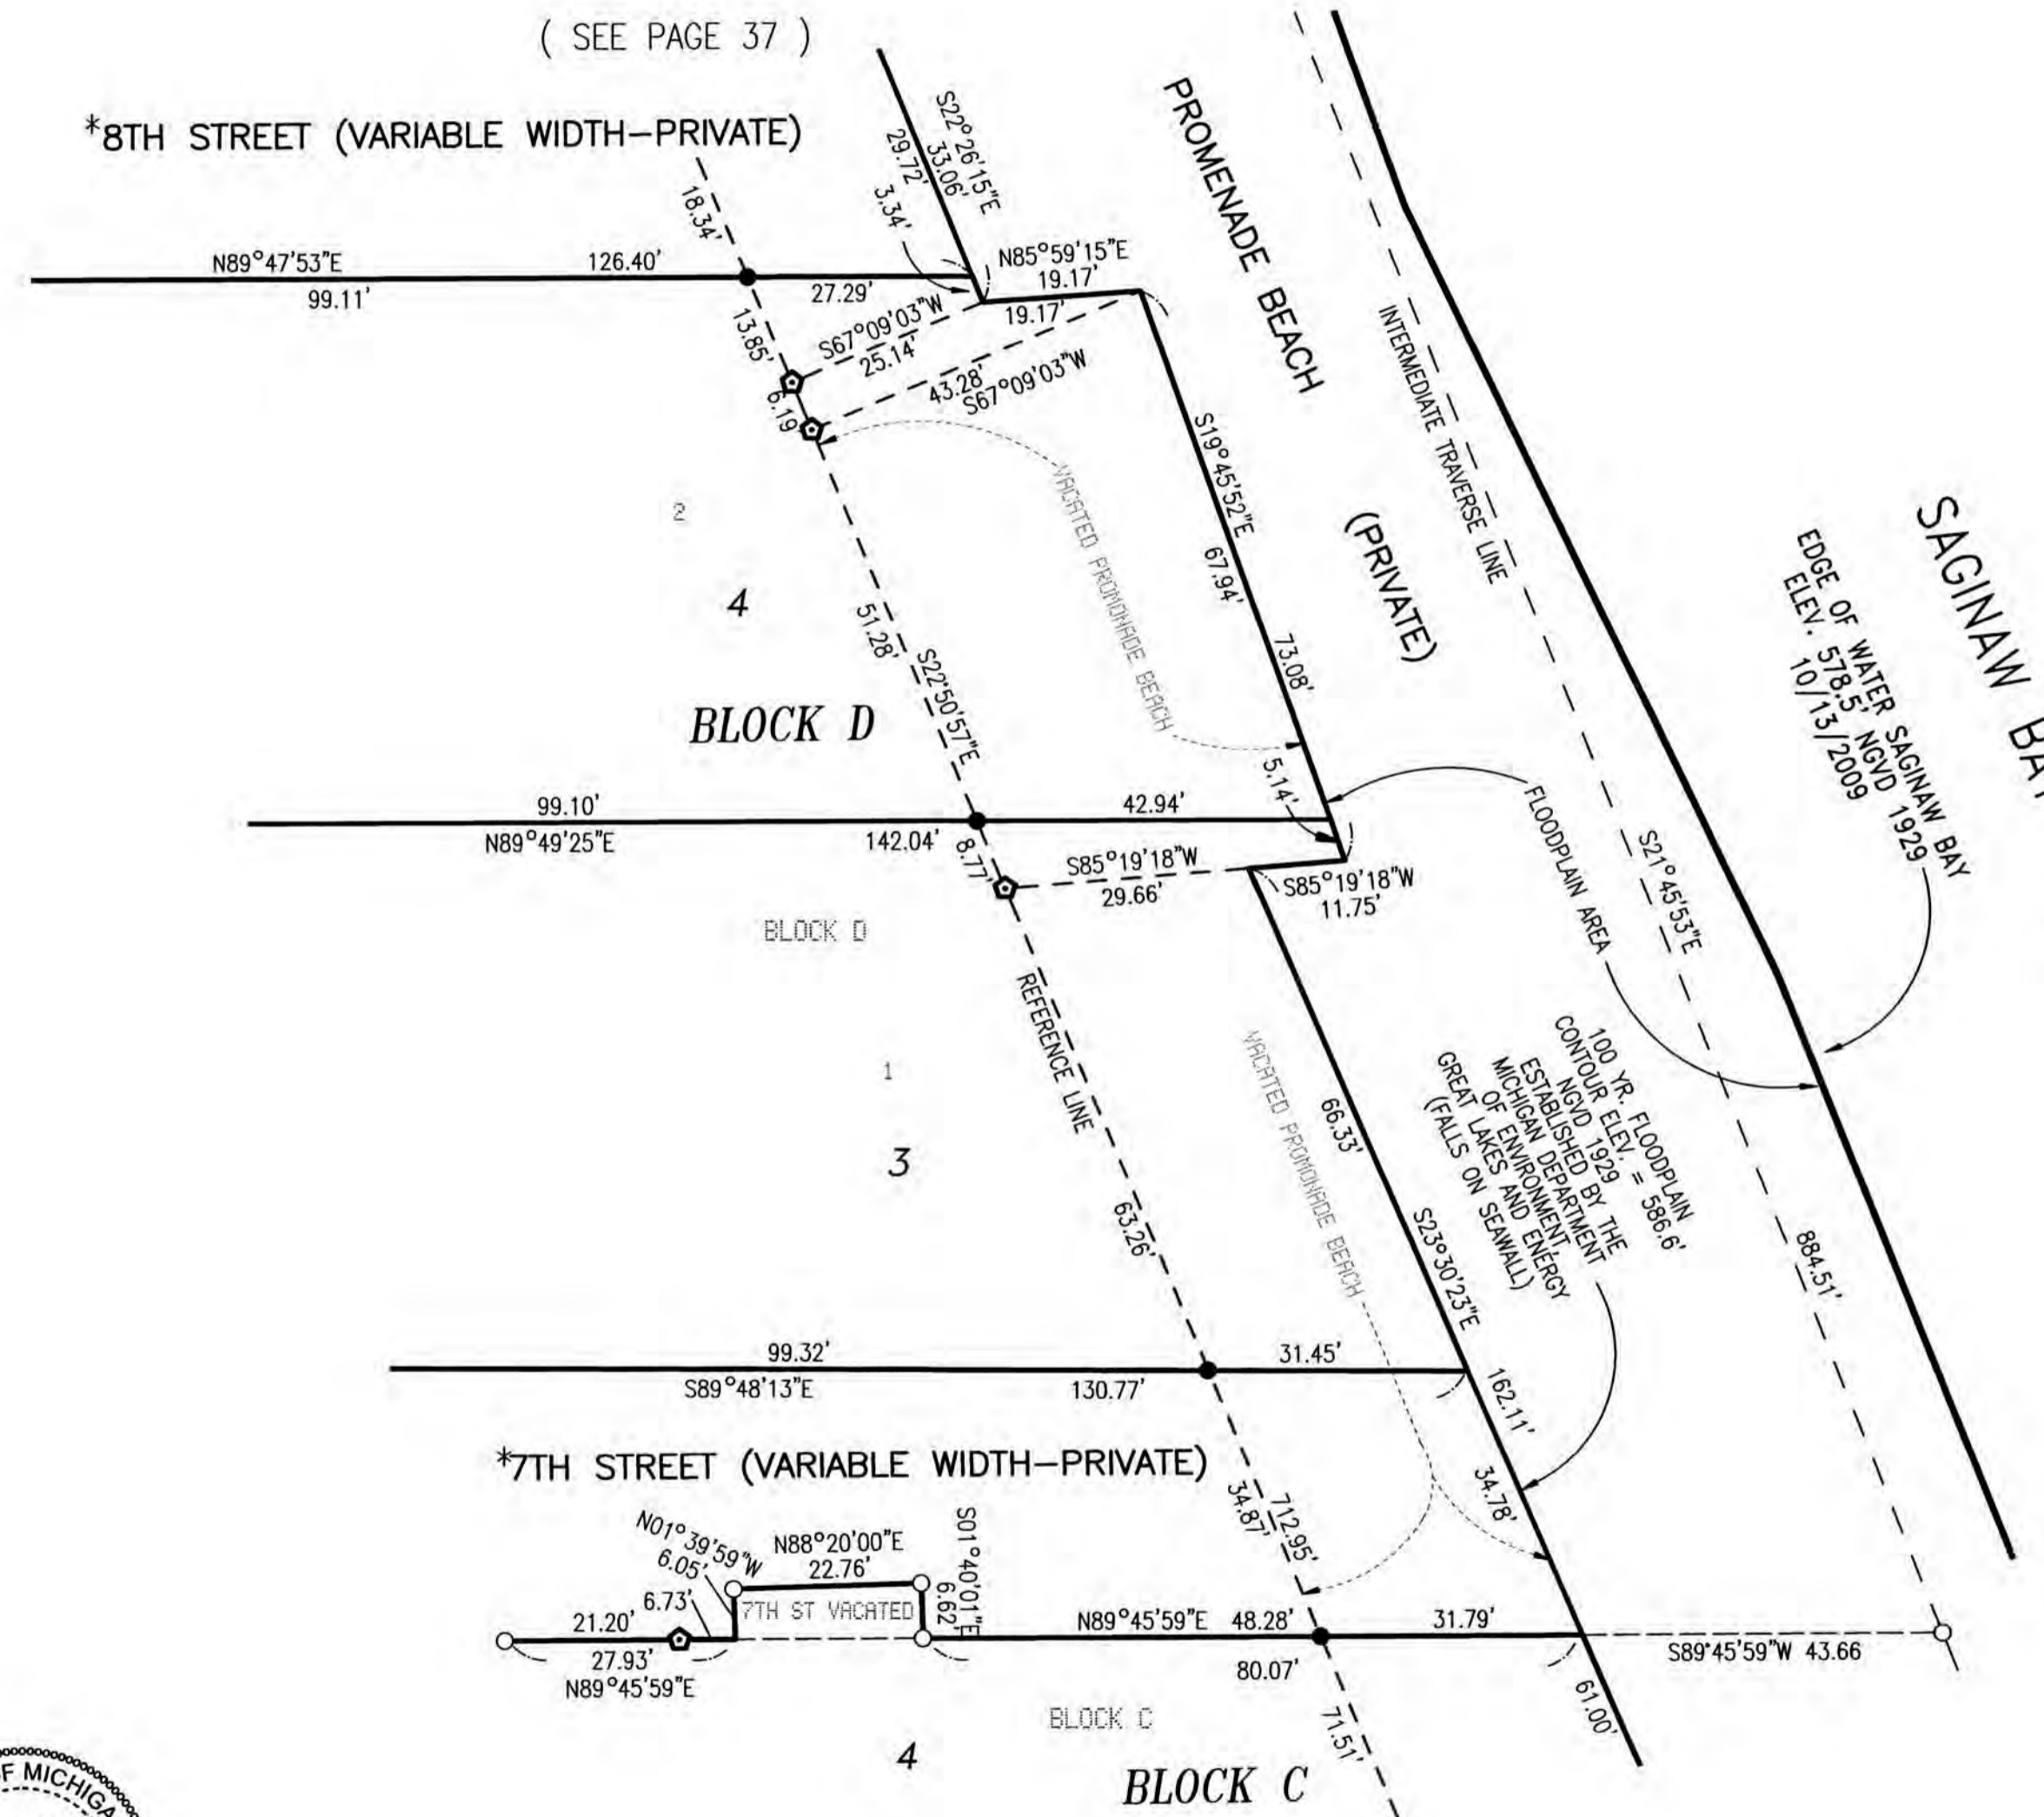 ( SEE PAGE 37 )
*8TH STREET (VARIABLE WIDTH-PRIVATE)
18.34'
29.72'
S22°26'15"E
33.06'
3.34'
PROMENADE BEACH
(PRIVATE)
N89°47'53"E
126.40'
99.11'
27.29'
N85°59'15"E
19.17'
19.17'
13.85'
S67°09'03"W
25.14'
43.28'
S67°09'03"W
6.19'
INTERMEDIATE TRAVERSE LINE
S19°45'52"E
67.94'
73.08'
VACATED PROMONADE BEACH
2
4
51.28'
S22°50'57"E
BLOCK D
SAGINAW BAY
EDGE OF WATER SAGINAW BAY
ELEV. 578.5' NGVD 1929
10/13/2009
5.14'
99.10'
42.94'
N89°49'25"E
142.04'
8.77'
S85°19'18"W
29.66'
S85°19'18"W
11.75'
FLOODPLAIN AREA
S21°45'53"E
BLOCK D
REFERENCE LINE
1
3
VACATED PROMONADE BEACH
66.33'
100 YR. FLOODPLAIN
CONTOUR ELEV. = 586.6'
NGVD 1929
ESTABLISHED BY THE
MICHIGAN DEPARTMENT
OF ENVIRONMENT,
GREAT LAKES AND ENERGY
(FALLS ON SEAWALL)
63.26'
S23°30'23"E
884.51'
99.32'
31.45'
S89°48'13"E
130.77'
162.11'
*7TH STREET (VARIABLE WIDTH-PRIVATE)
34.87'
712.95'
34.78'
N01°39'59"W
6.05'
N88°20'00"E
22.76'
S01°40'01"E
6.62'
21.20'
6.73'
7TH ST VACATED
27.93'
N89°45'59"E
N89°45'59"E
48.28'
31.79'
80.07'
S89°45'59"W 43.66
61.00'
71.51'
BLOCK C
4
BLOCK C
F MICHIGA